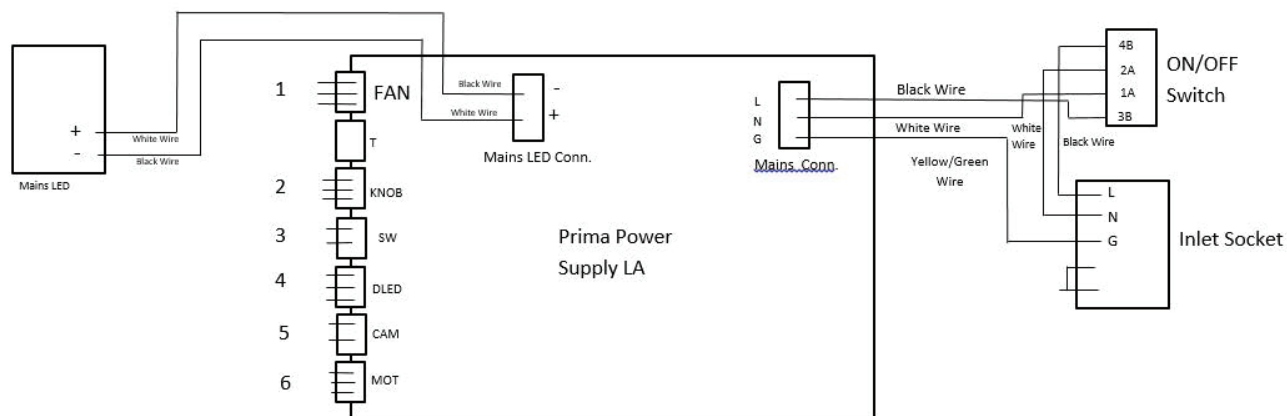 +
-
White Wire
Black Wire
Mains LED
1
FAN
T
2
KNOB
3
SW
4
DLED
5
CAM
6
MOT
Black Wire
-
White Wire
+
Mains LED Conn.
Prima Power
Supply LA
L
N
G
Mains Conn.
Black Wire
White Wire
Yellow/Green
Wire
White
Wire
Black Wire
4B
2A
1A
3B
ON/OFF
Switch
L
N
G
Inlet Socket